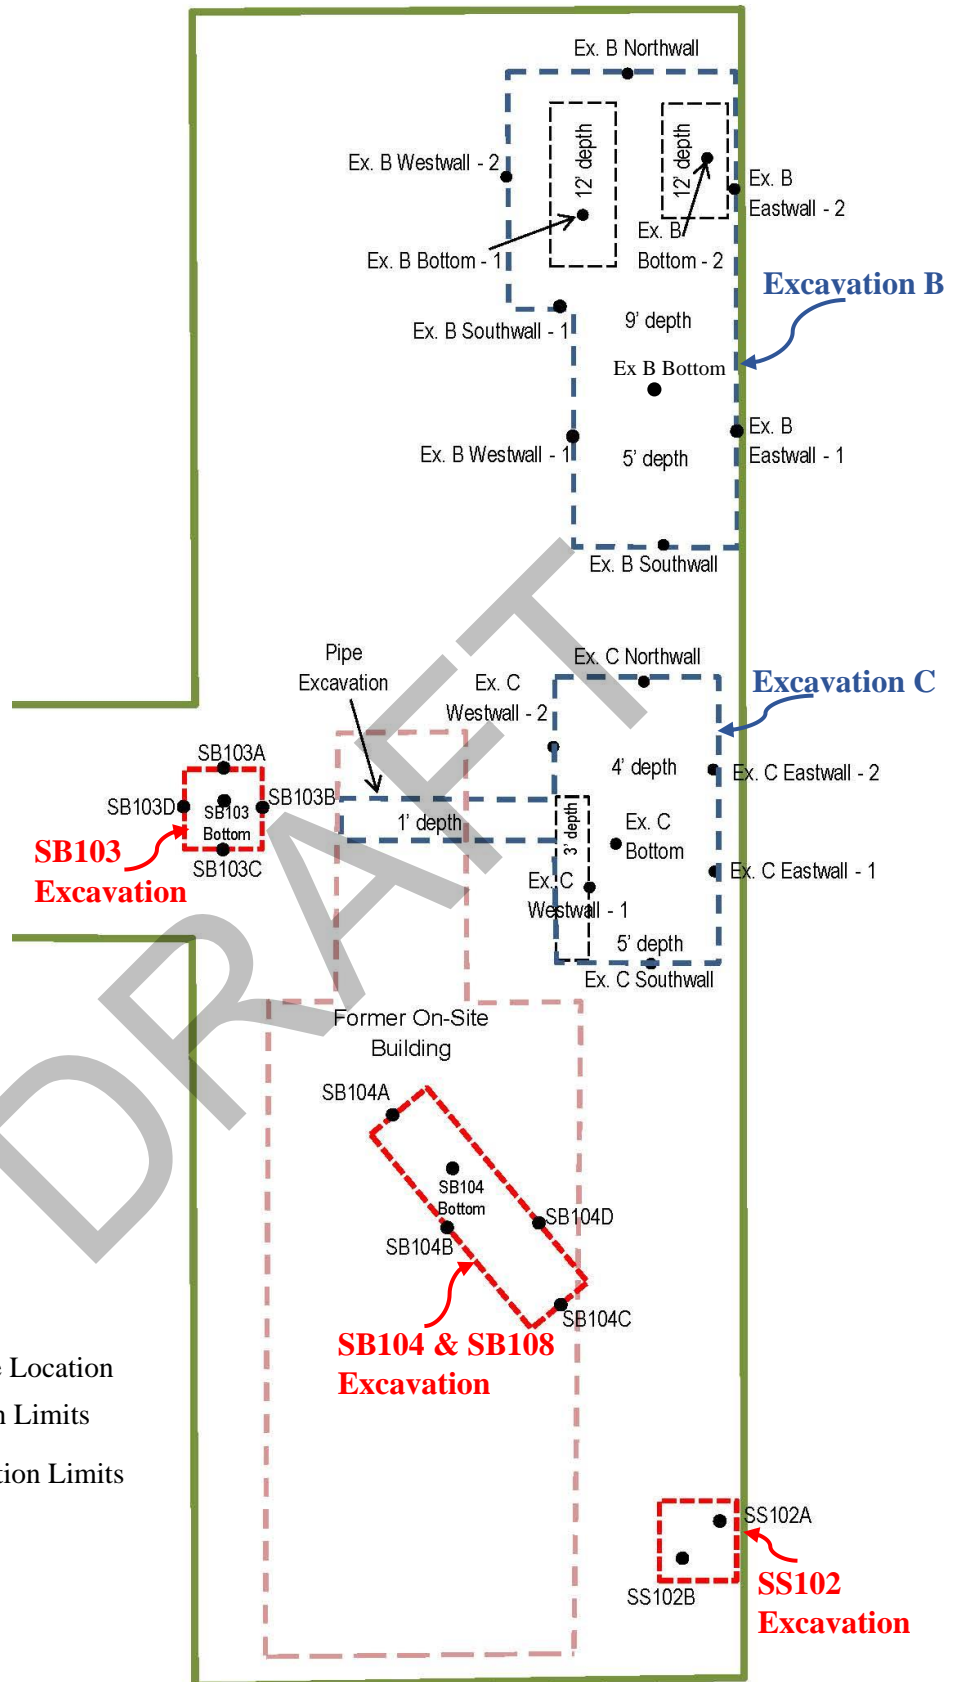 Ex. B Northwall
12' depth
12' depth
Ex. B Westwall - 2
Ex. B
Eastwall - 2
Ex. B Bottom - 1
Ex. B
Bottom - 2
Excavation B
Ex. B Southwall - 1
9' depth
Ex B Bottom
Ex. B Westwall - 1
5' depth
Ex. B
Eastwall - 1
Ex. B Southwall
Pipe
Excavation
Ex. C
Westwall - 2
Ex. C Northwall
Excavation C
4' depth
Ex. C Eastwall - 2
SB103A
SB103D
SB103
Bottom
SB103B
SB103C
SB103
Excavation
1' depth
3' depth
Ex. C
Bottom
Ex. C Eastwall - 1
Ex. C
Westwall - 1
5' depth
Ex. C Southwall
DRAFT
Former On-Site
Building
SB104A
SB104
Bottom
SB104B
SB104D
SB104C
SB104 & SB108
Excavation
e Location
n Limits
tion Limits
SS102A
SS102B
SS102
Excavation